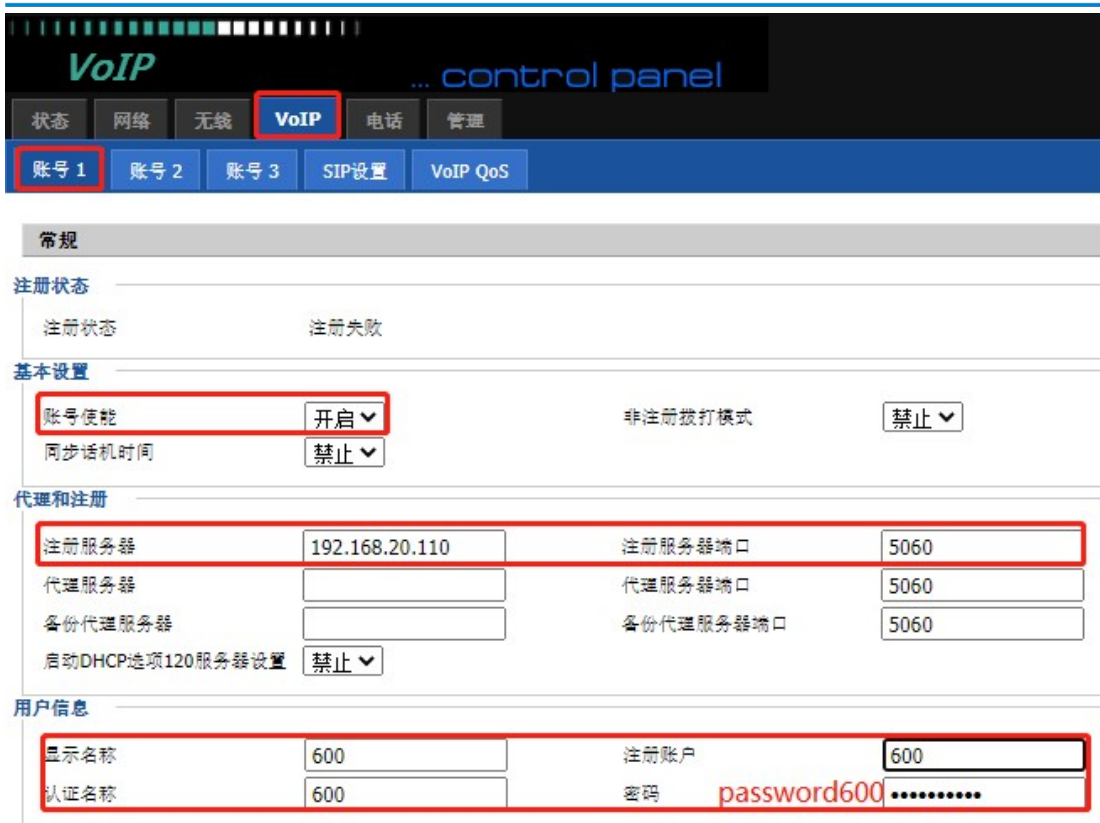 VoIP
... control panel
状态 网络 无线 VoIP 电话 管理
账号 1 账号 2 账号 3 SIP设置 VoIP QoS
常规
注册状态
注册状态 注册失败
基本设置
账号使能 开启 非注册拨打模式 禁止
同步话机时间 禁止
代理和注册
注册服务器 192.168.20.110 注册服务器端口 5060
代理服务器 代理服务器端口 5060
备份代理服务器 备份代理服务器端口 5060
启动DHCP选项120服务器设置 禁止
用户信息
显示名称 600 注册账户 600
认证名称 600 密码 password600 ••••••••••